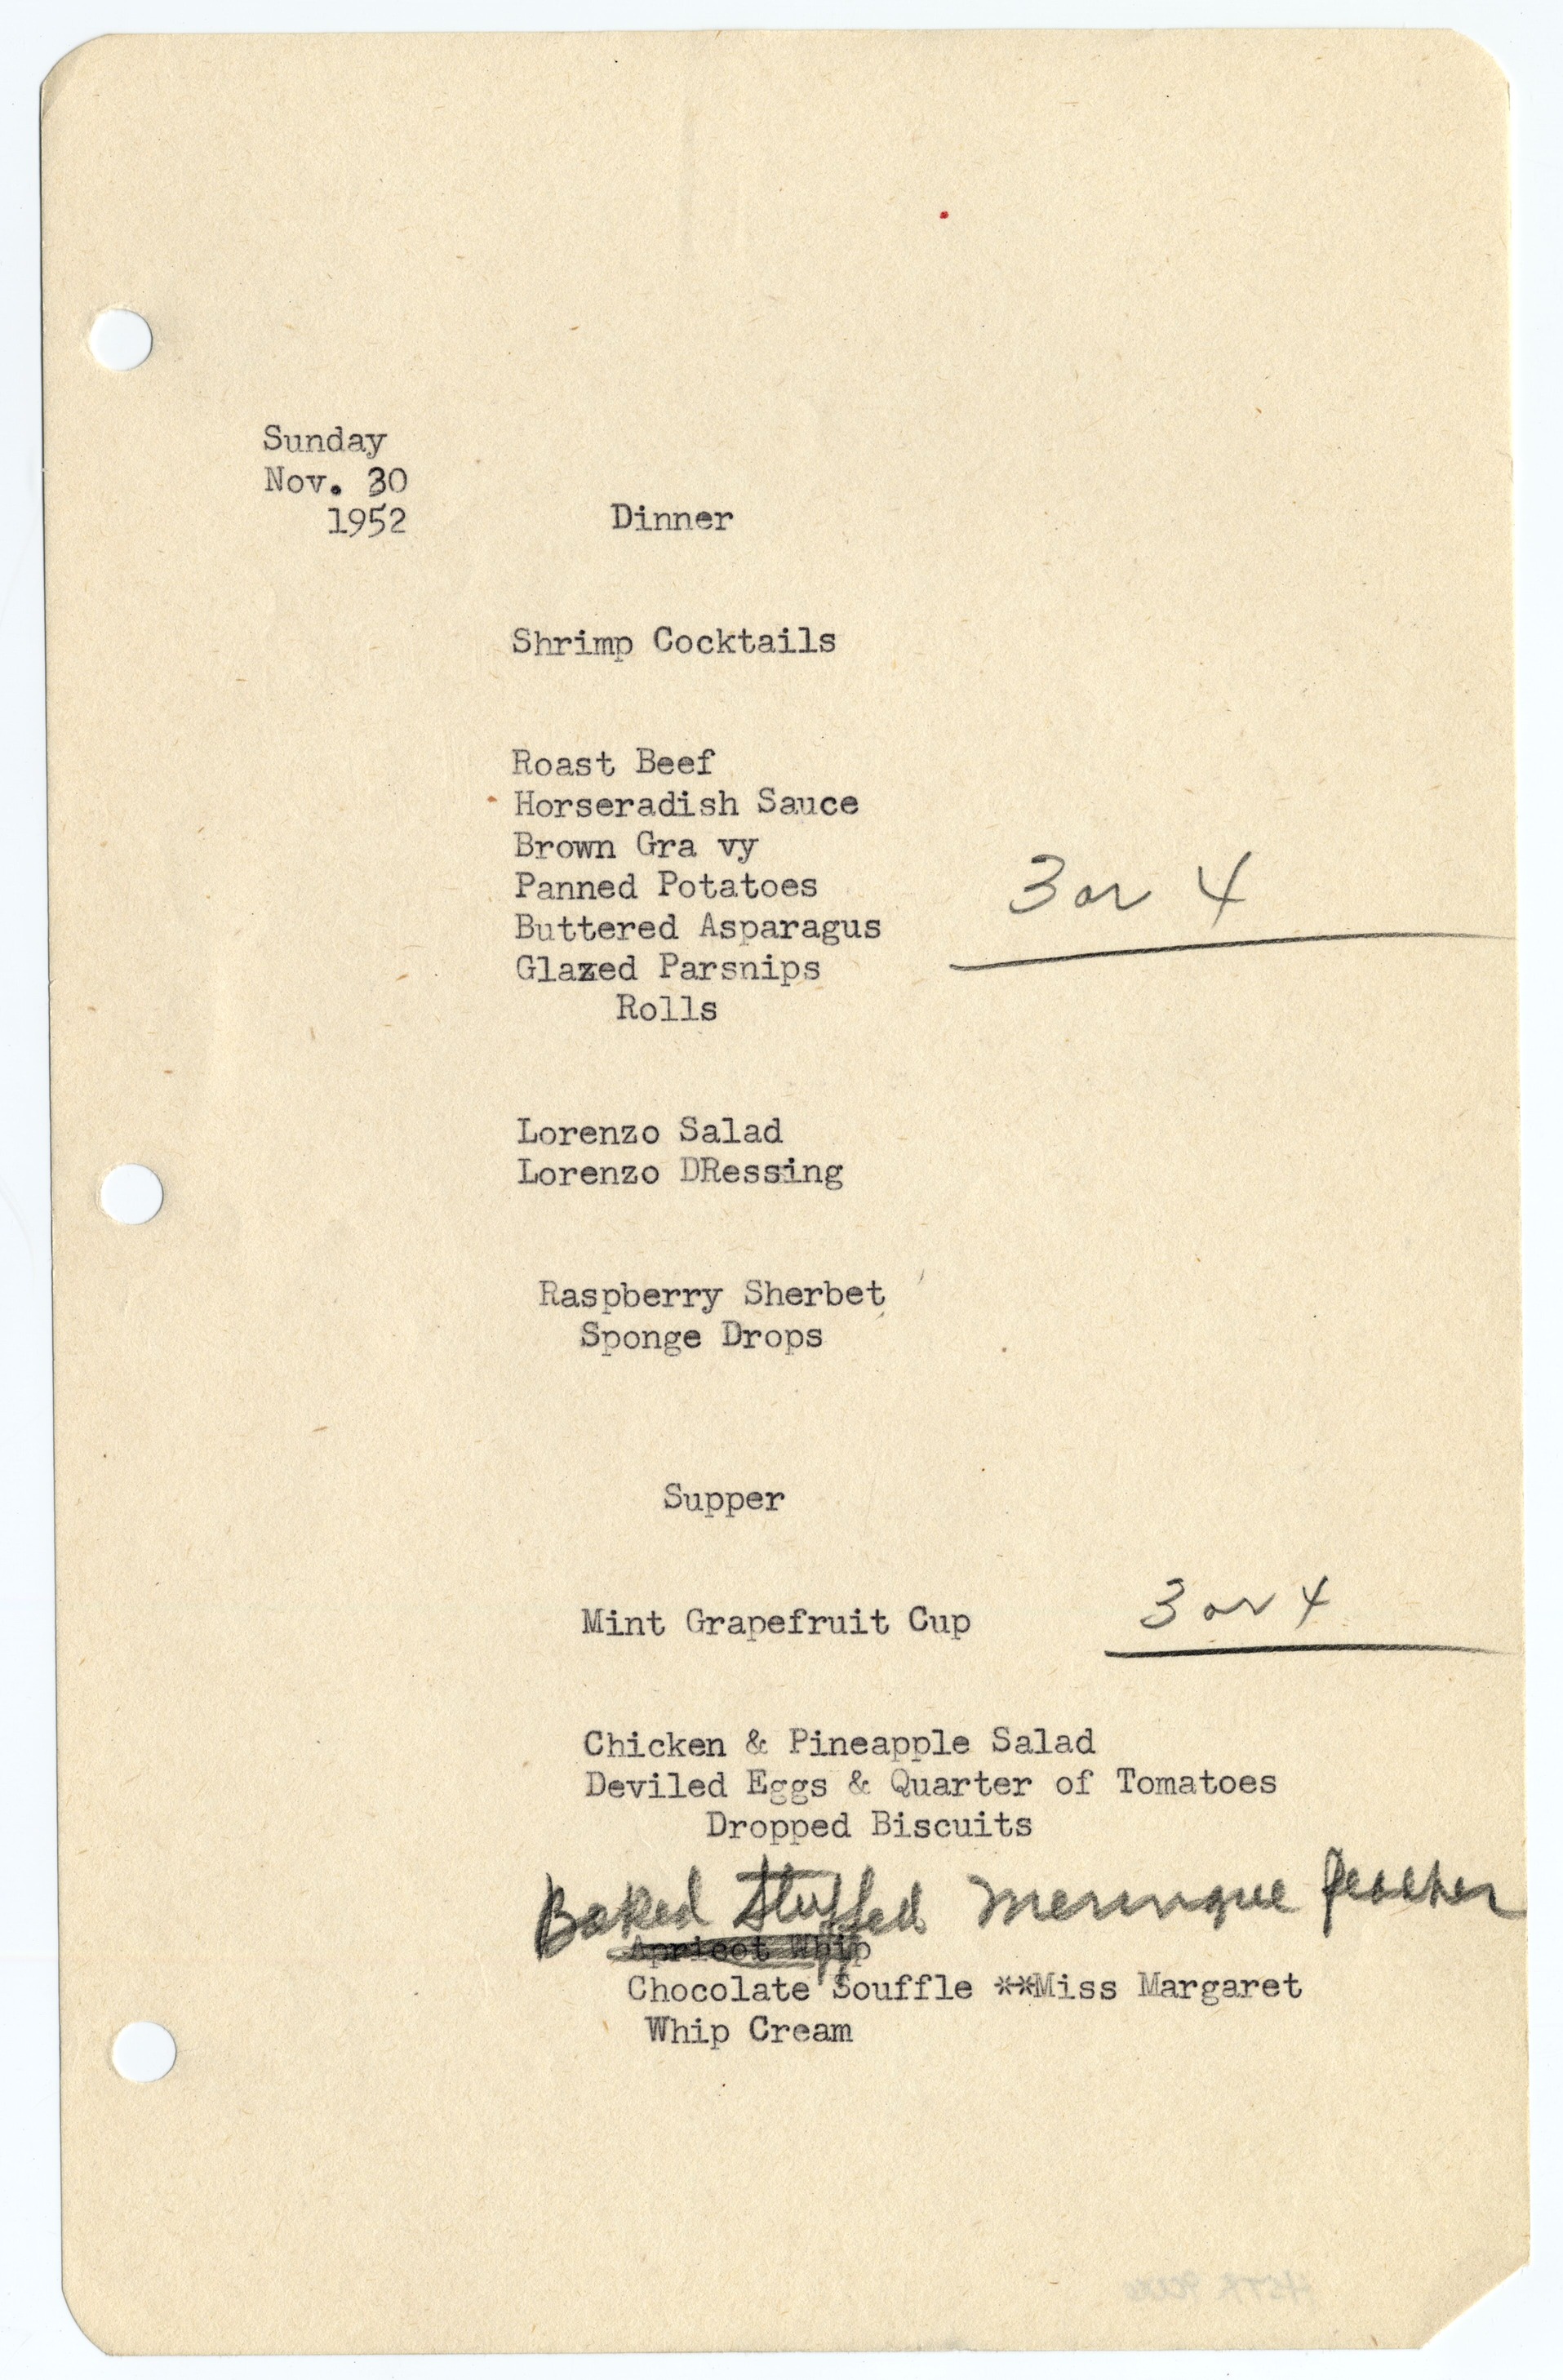 Sunday
Nov. 30
1952
Dinner
Shrimp Cocktails
Roast Beef
Horseradish Sauce
Brown Gra vy
Panned Potatoes
3 or 4
Buttered Asparagus
Glazed Parsnips
Rolls
Lorenzo Salad
Lorenzo DRessing
Raspberry Sherbet
Sponge Drops
Supper
Mint Grapefruit Cup
3 or 4
Chicken & Pineapple Salad
Deviled Eggs & Quarter of Tomatoes
Dropped Biscuits
Baked Stuffed Meringue Peaches
Apricot Whip
Chocolate Souffle **Miss Margaret
Whip Cream